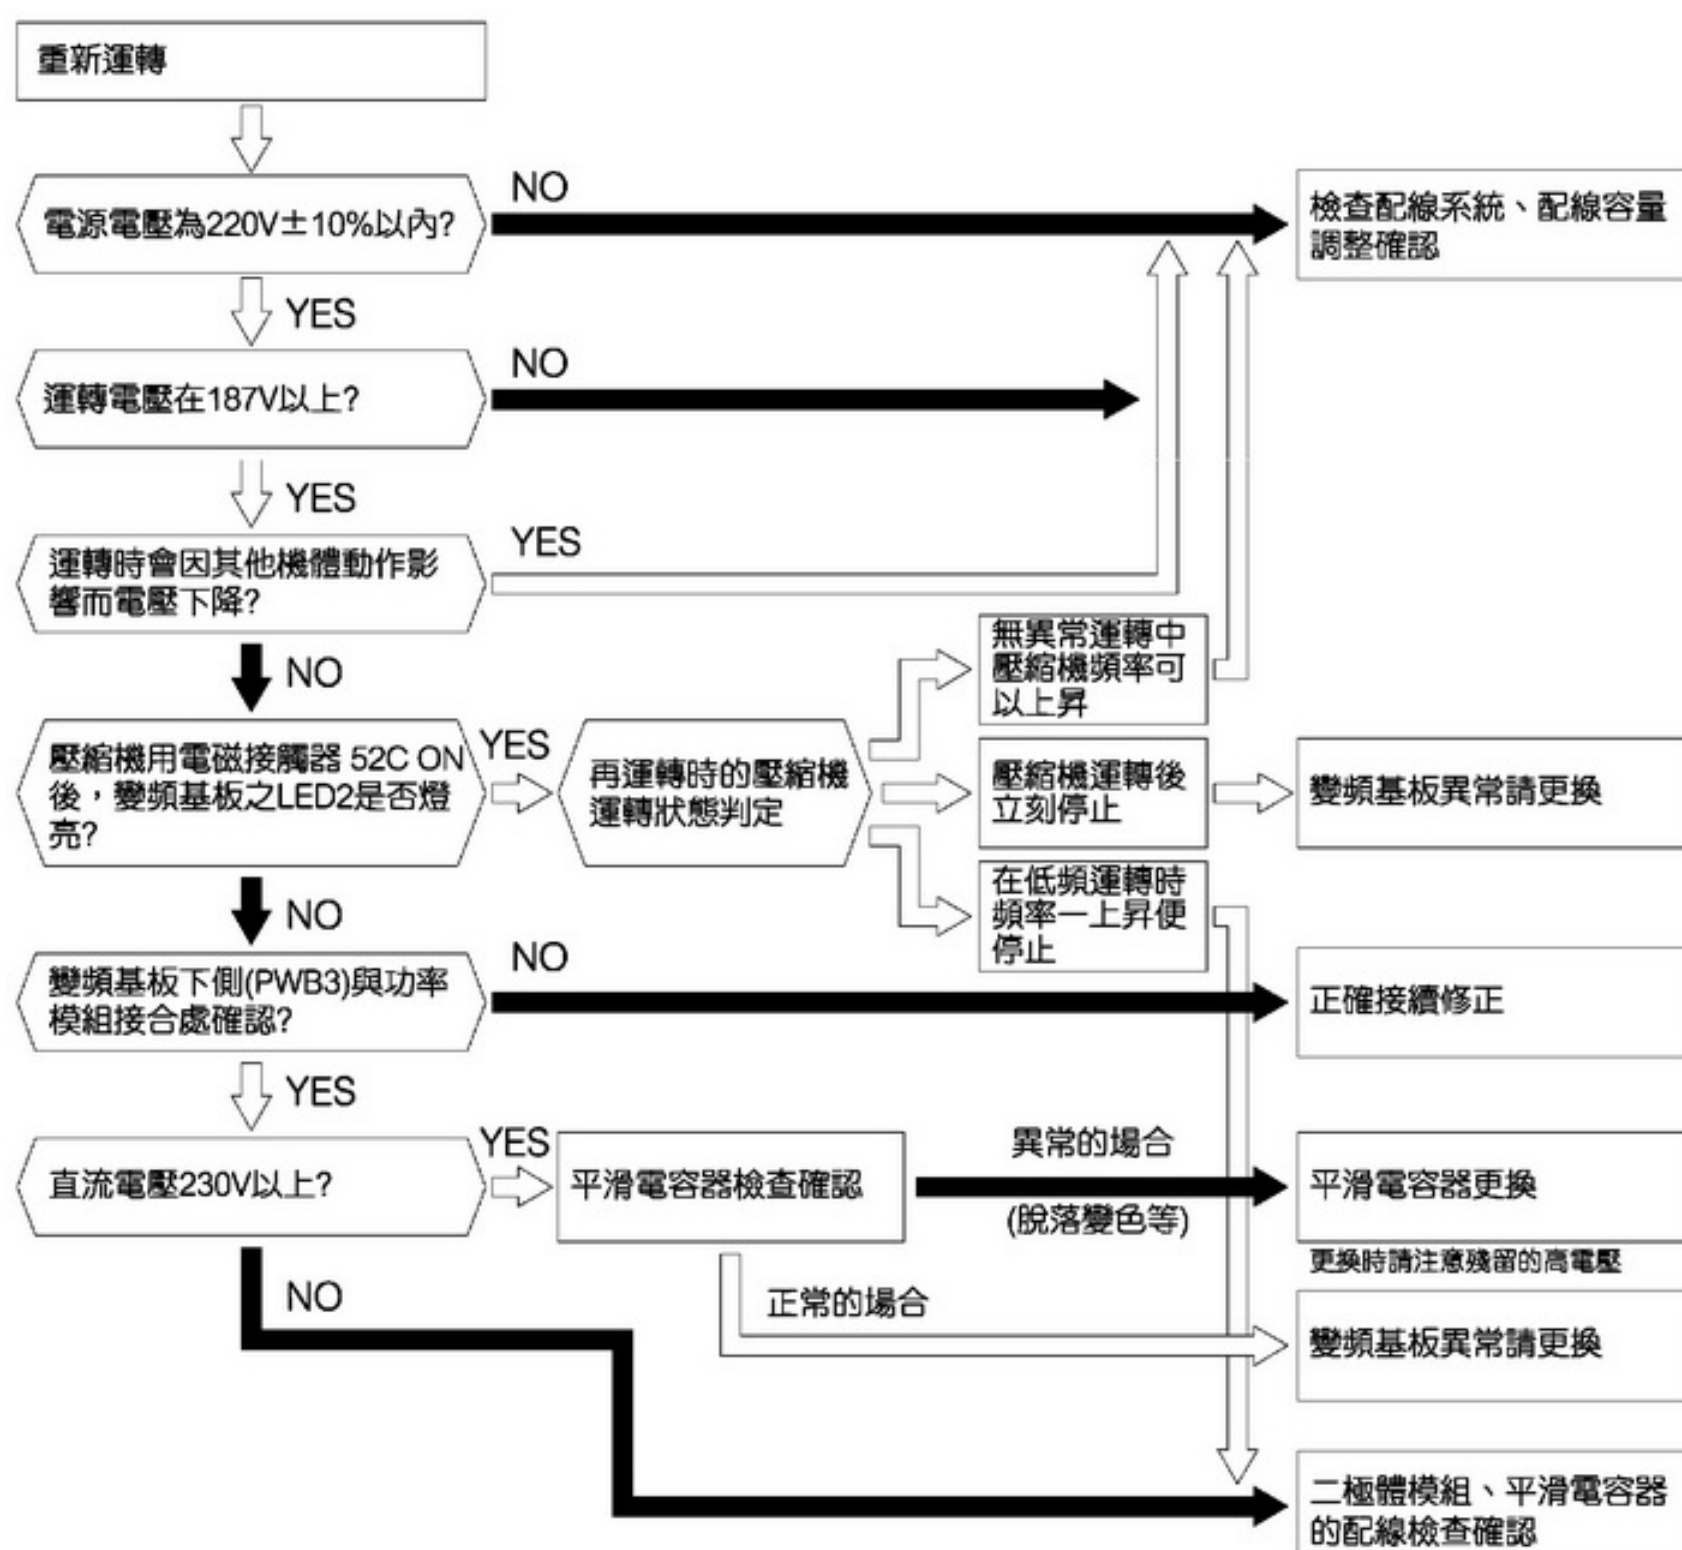 重新運轉
NO
電源電壓為220V±10%以內?
檢查配線系統、配線容量
調整確認
YES
NO
運轉電壓在187V以上?
YES
YES
運轉時會因其他機體動作影
響而電壓下降?
NO
無異常運轉中
壓縮機頻率可
以上昇
壓縮機用電磁接觸器 52C ON
後,變頻基板之LED2是否燈
亮?
YES
再運轉時的壓縮機
運轉狀態判定
壓縮機運轉後
立刻停止
變頻基板異常請更換
在低頻運轉時
頻率一上昇便
停止
NO
NO
變頻基板下側(PWB3)與功率
模組接合處確認?
正確接續修正
YES
直流電壓230V以上?
YES
平滑電容器檢查確認
異常的場合
(脫落變色等)
平滑電容器更換
更換時請注意殘留的高電壓
NO
正常的場合
變頻基板異常請更換
二極體模組、平滑電容器
的配線檢查確認